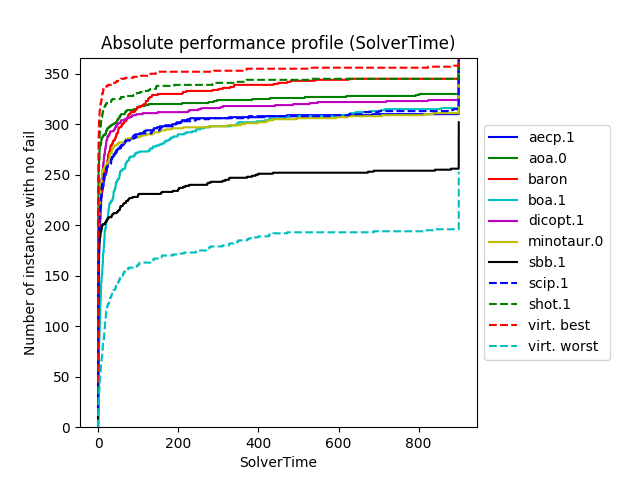 Absolute performance profile (SolverTime)
Number of instances with no fail
350
300
250
200
150
100
50
0
0 200 400 600 800
SolverTime
aecp.1
aoa.0
baron
boa.1
dicopt.1
minotaur.0
sbb.1
scip.1
shot.1
virt. best
virt. worst